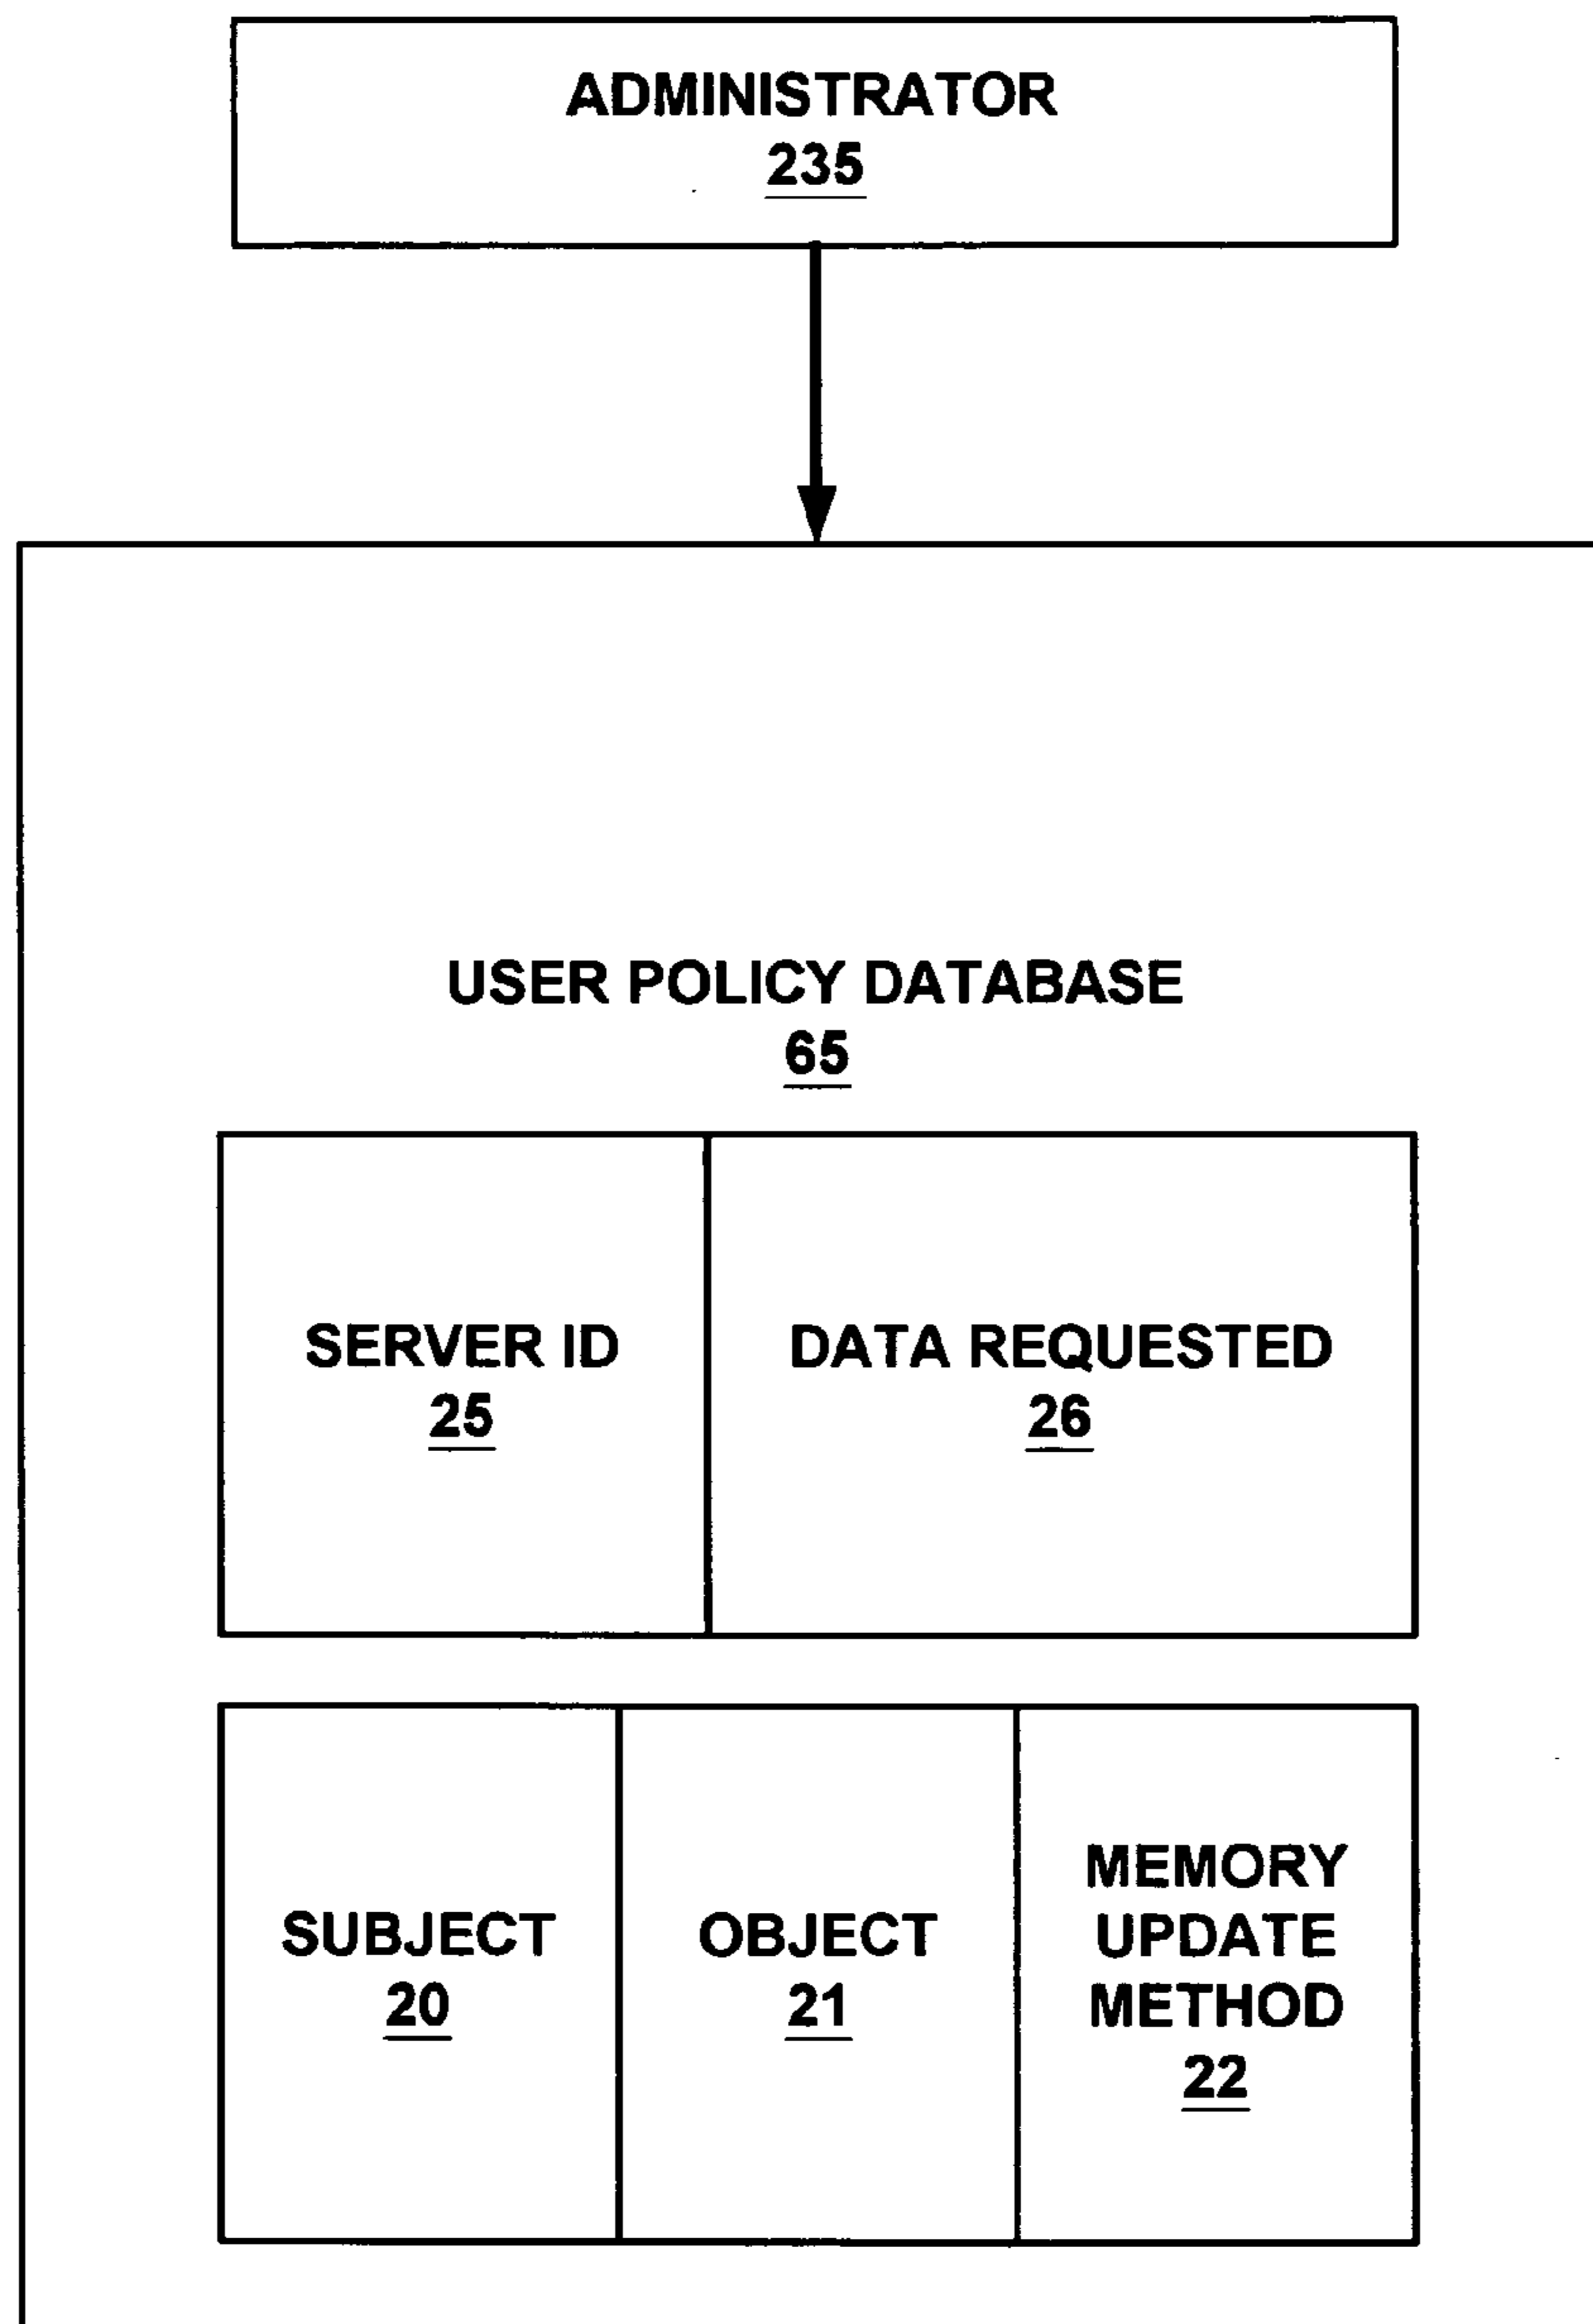 ADMINISTRATOR
235
USER POLICY DATABASE
65
SERVER ID
25
DATA REQUESTED
26
SUBJECT
20
OBJECT
21
MEMORY
UPDATE
METHOD
22